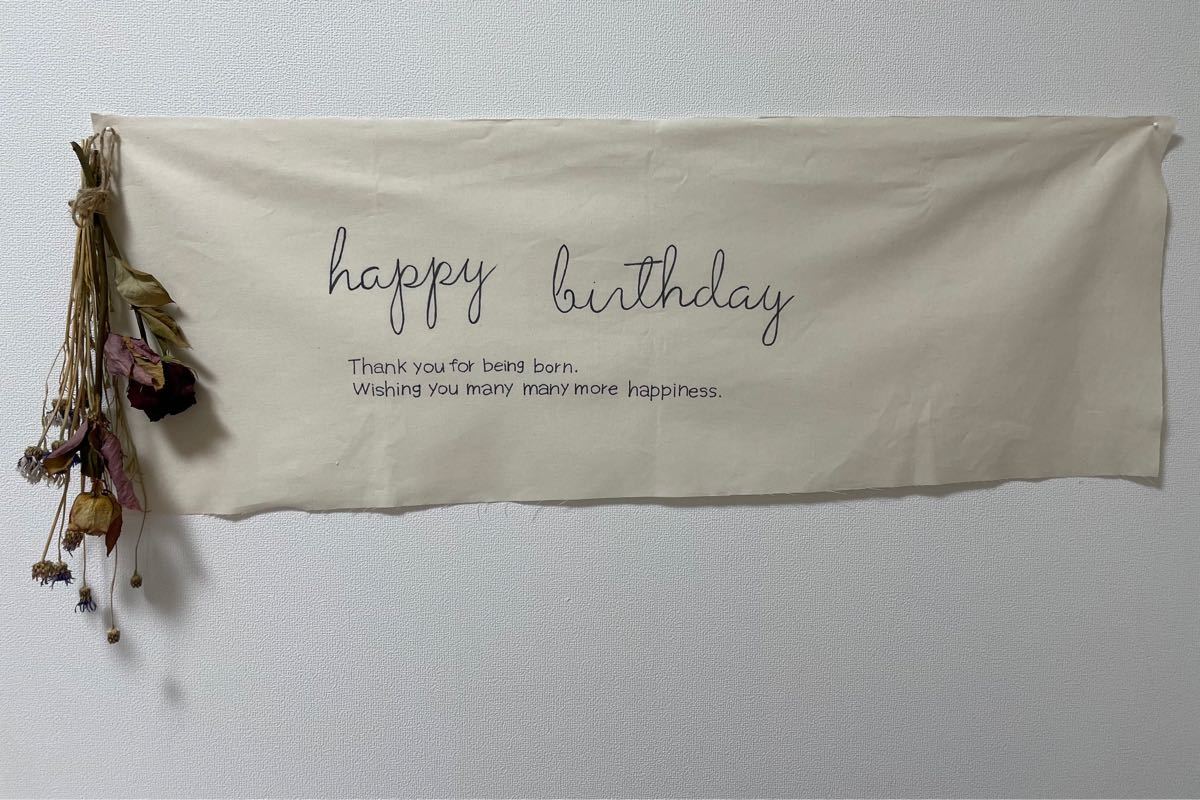 happy birthday
Thank you for being born.
Wishing you many many more happiness.